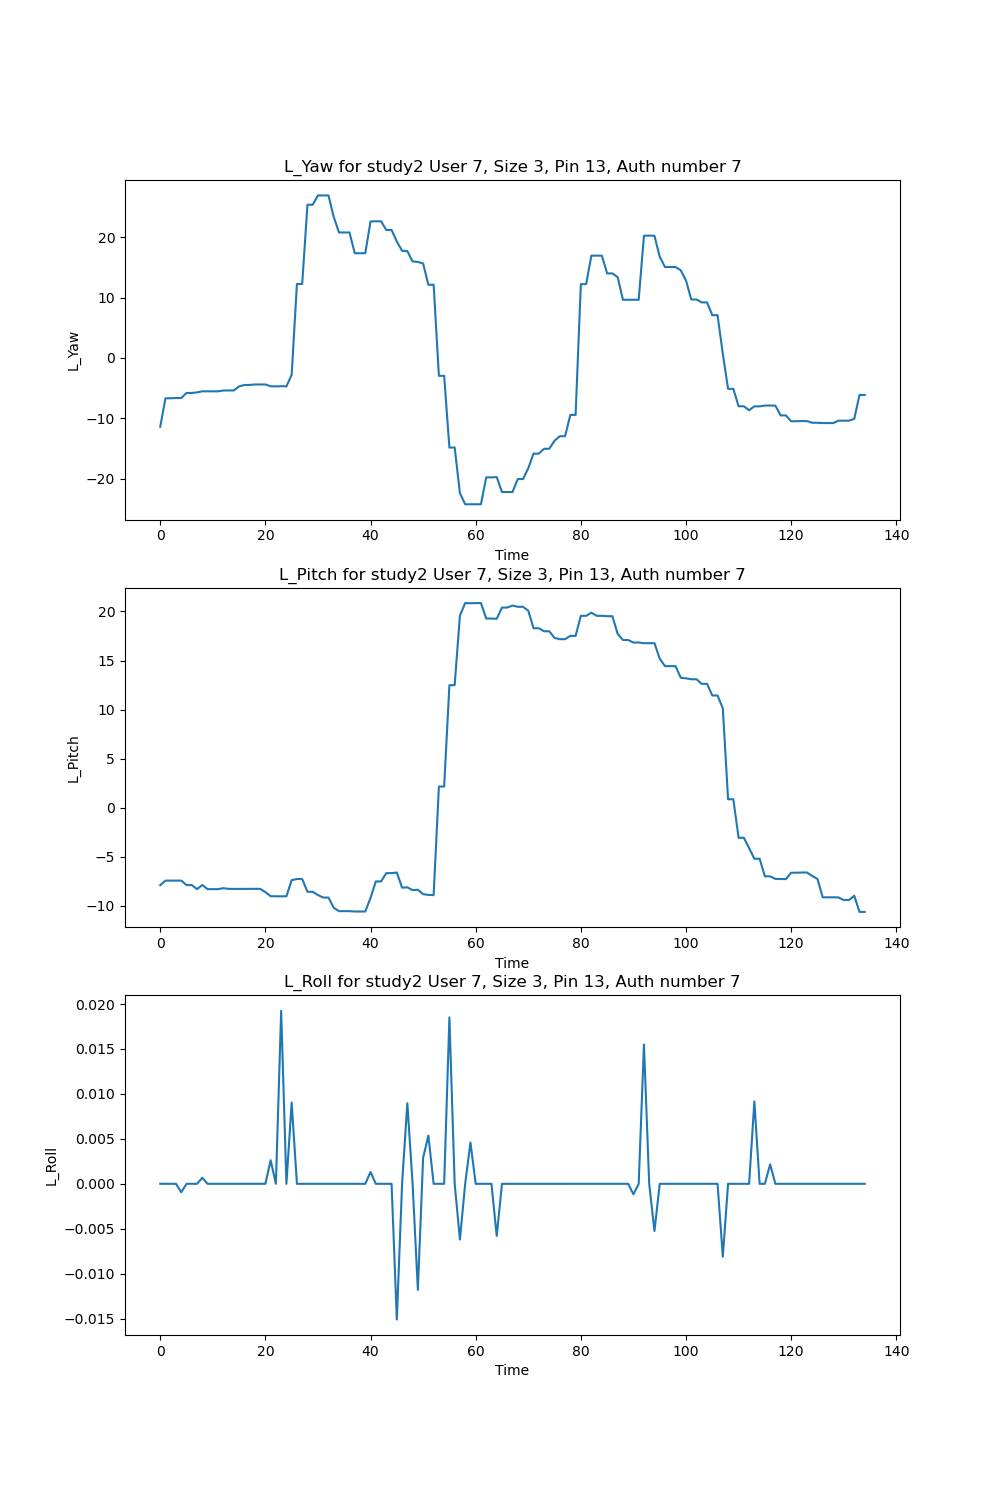 L_Yaw for study2 User 7, Size 3, Pin 13, Auth number 7
20
10
0
−10
−20
L_Yaw
0 20 40 60 80 100 120 140
Time
L_Pitch for study2 User 7, Size 3, Pin 13, Auth number 7
20
15
10
5
0
−5
−10
L_Pitch
0 20 40 60 80 100 120 140
Time
L_Roll for study2 User 7, Size 3, Pin 13, Auth number 7
0.020
0.015
0.010
0.005
0.000
−0.005
−0.010
−0.015
L_Roll
0 20 40 60 80 100 120 140
Time